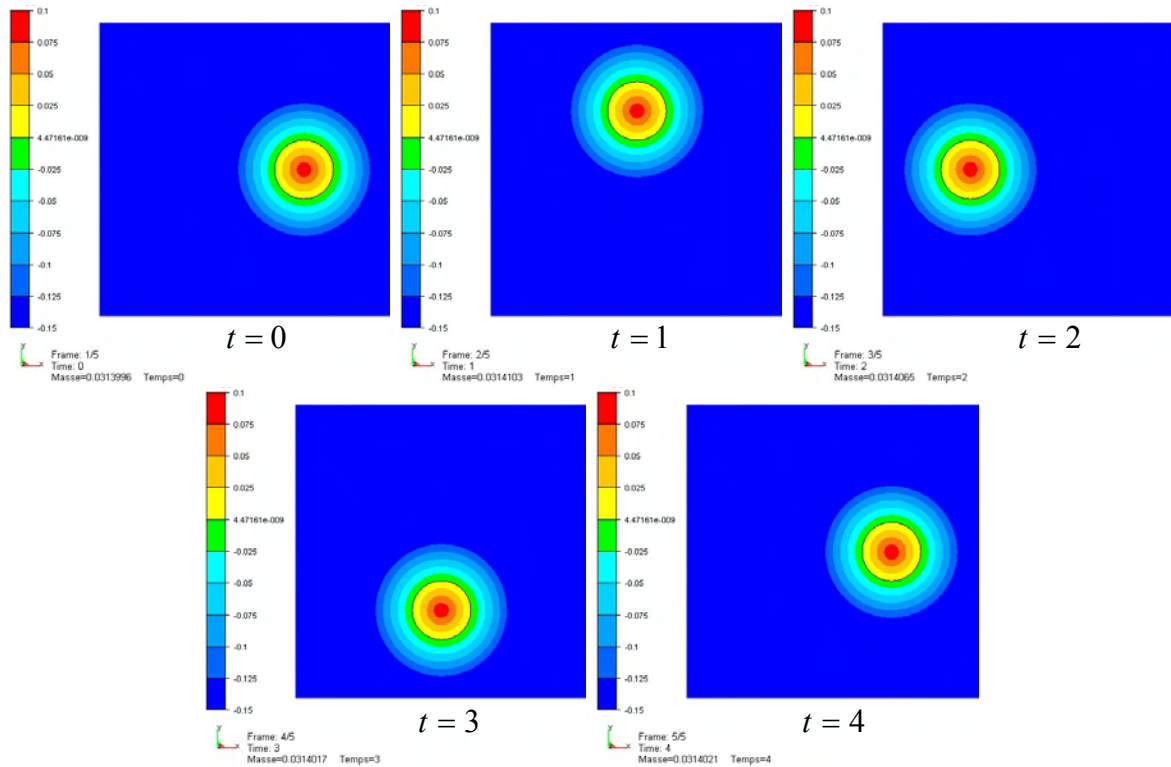 0.1
0.075
0.05
0.025
4.47161e-009
-0.025
-0.05
-0.075
-0.1
-0.125
-0.15
t = 0
y
x
Frame: 1/5
Time: 0
Masse=0.0313996 Temps=0
0.1
0.075
0.05
0.025
4.47161e-009
-0.025
-0.05
-0.075
-0.1
-0.125
-0.15
t = 1
y
x
Frame: 2/5
Time: 1
Masse=0.0314103 Temps=1
0.1
0.075
0.05
0.025
4.47161e-009
-0.025
-0.05
-0.075
-0.1
-0.125
-0.15
t = 2
y
x
Frame: 3/5
Time: 2
Masse=0.0314065 Temps=2
0.1
0.075
0.05
0.025
4.47161e-009
-0.025
-0.05
-0.075
-0.1
-0.125
-0.15
t = 3
y
x
Frame: 4/5
Time: 3
Masse=0.0314017 Temps=3
0.1
0.075
0.05
0.025
4.47161e-009
-0.025
-0.05
-0.075
-0.1
-0.125
-0.15
t = 4
y
x
Frame: 5/5
Time: 4
Masse=0.0314021 Temps=4